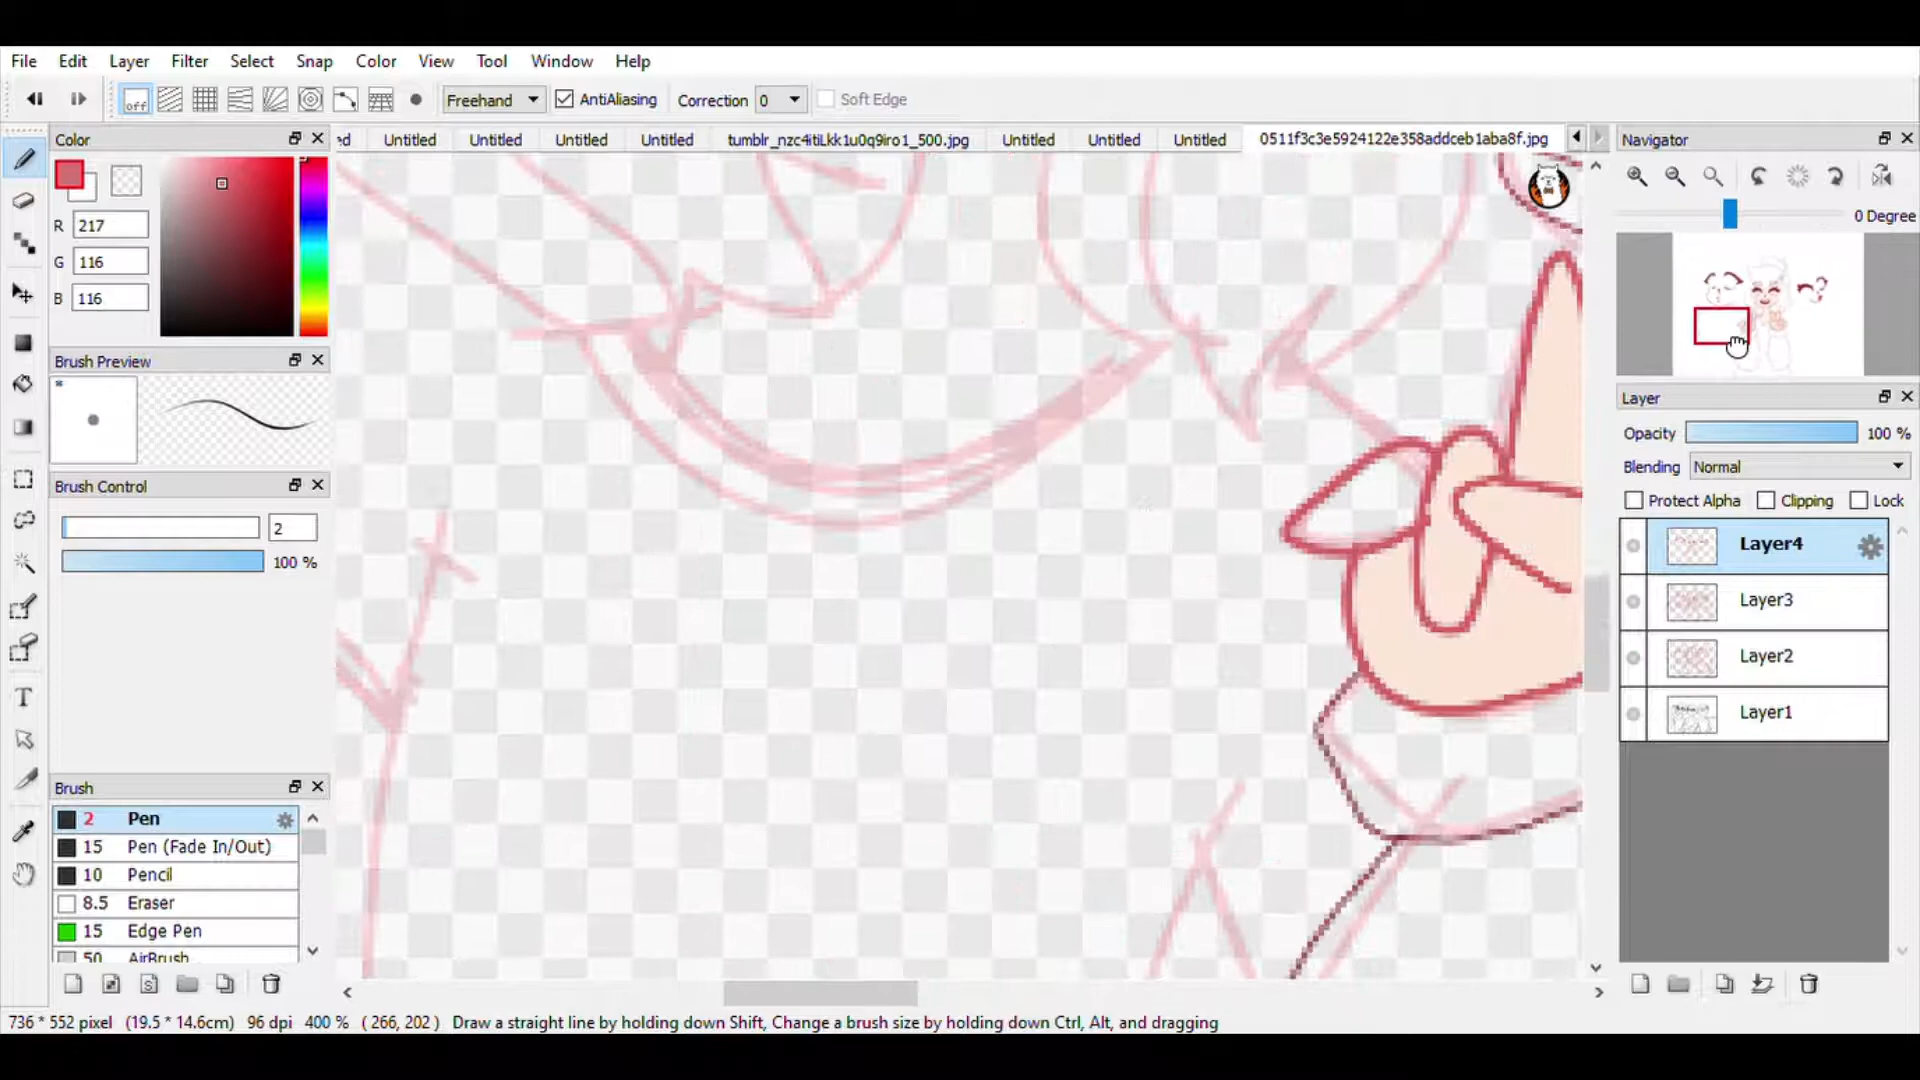 File Edit Layer Filter Select Snap Color View Tool Window Help
off Freehand AntiAliasing Correction 0 Soft Edge
Color
ed Untitled Untitled Untitled Untitled tumblr_nzc4itiLkk1u0q9iro1_500.jpg Untitled Untitled Untitled 0511f3c3e5924122e358addceb1aba8f.jpg
Navigator
R 217
G 116
B 116
0 Degree
Brush Preview
*
Brush Control
2
100 %
Layer
Opacity 100 %
Blending Normal
Protect Alpha Clipping Lock
Layer4
Layer3
Layer2
Layer1
Brush
2 Pen
15 Pen (Fade In/Out)
10 Pencil
8.5 Eraser
15 Edge Pen
50 AirBrush
736 * 552 pixel (19.5 * 14.6cm) 96 dpi 400 % ( 266, 202 ) Draw a straight line by holding down Shift, Change a brush size by holding down Ctrl, Alt, and dragging